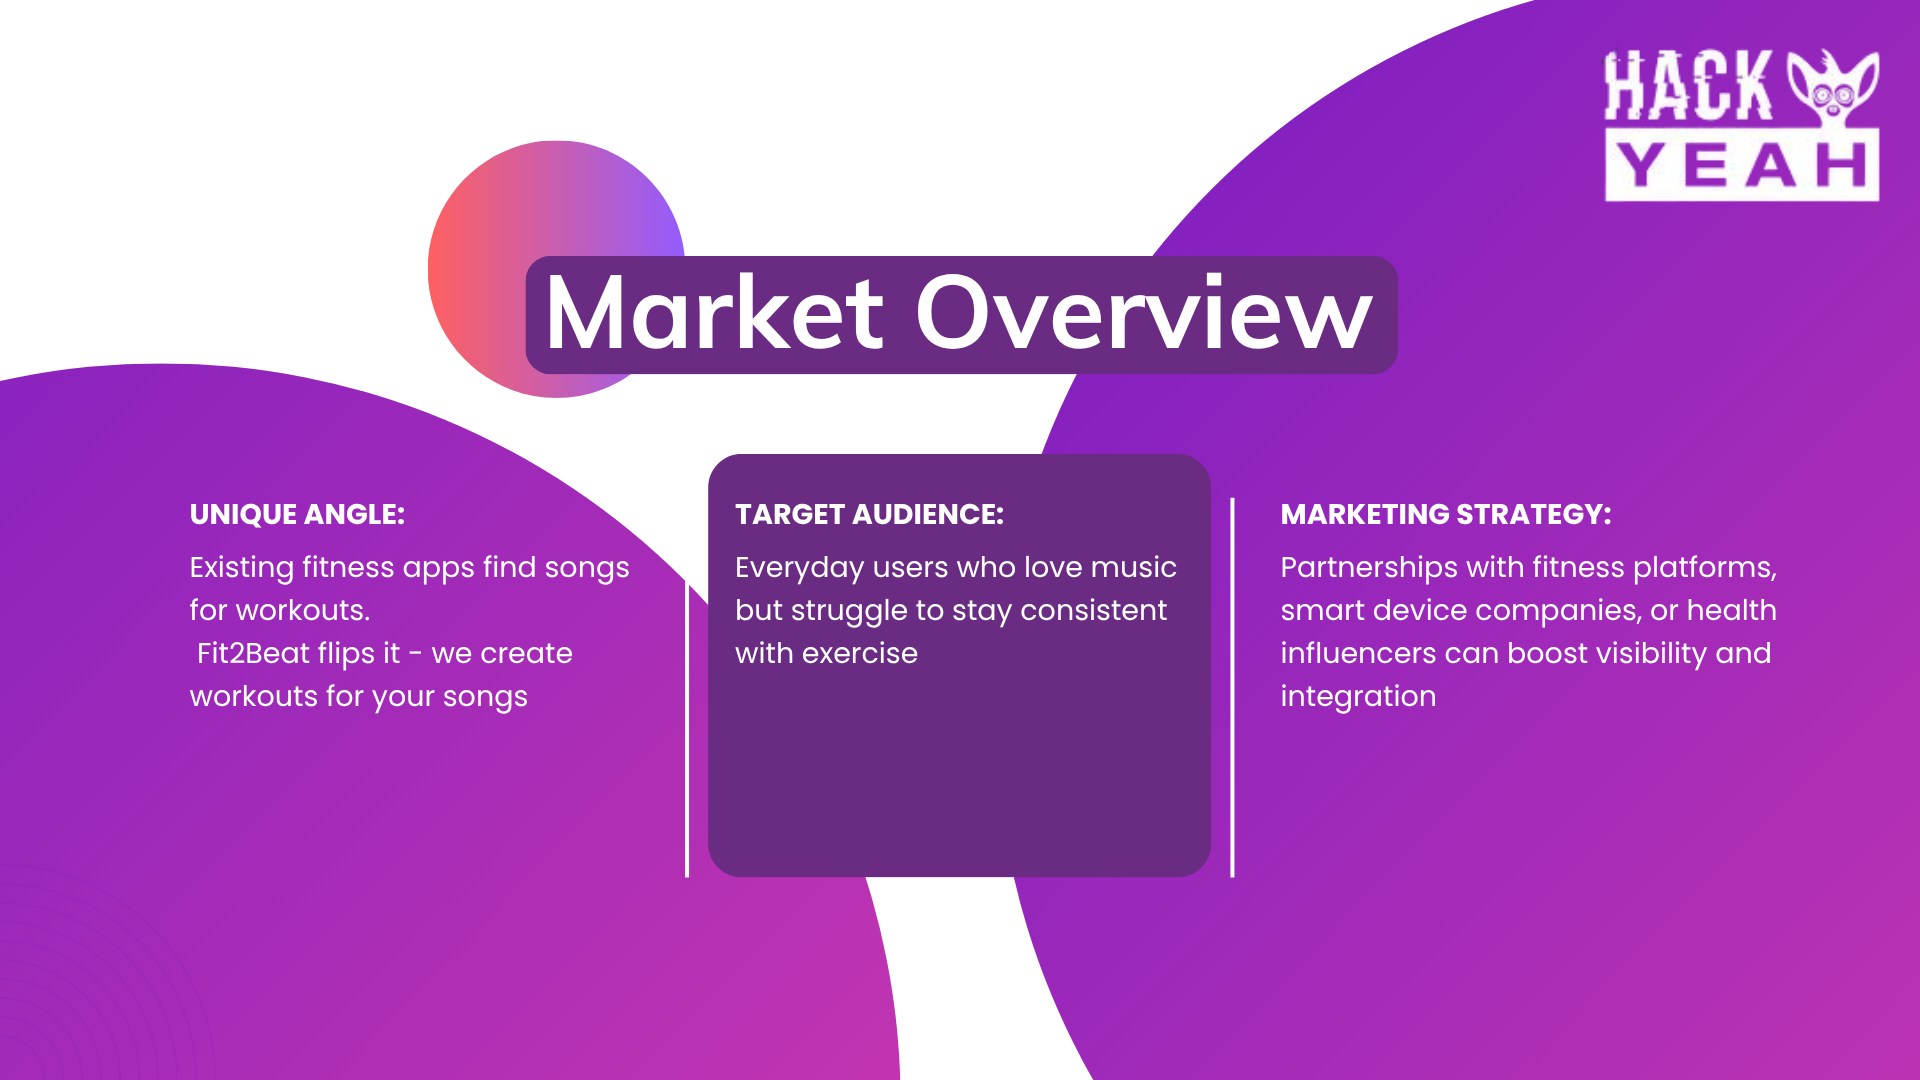 HACK
YEAH
Market Overview
UNIQUE ANGLE:
Existing fitness apps find songs
for workouts.
Fit2Beat flips it - we create
workouts for your songs
TARGET AUDIENCE:
Everyday users who love music
but struggle to stay consistent
with exercise
MARKETING STRATEGY:
Partnerships with fitness platforms,
smart device companies, or health
influencers can boost visibility and
integration